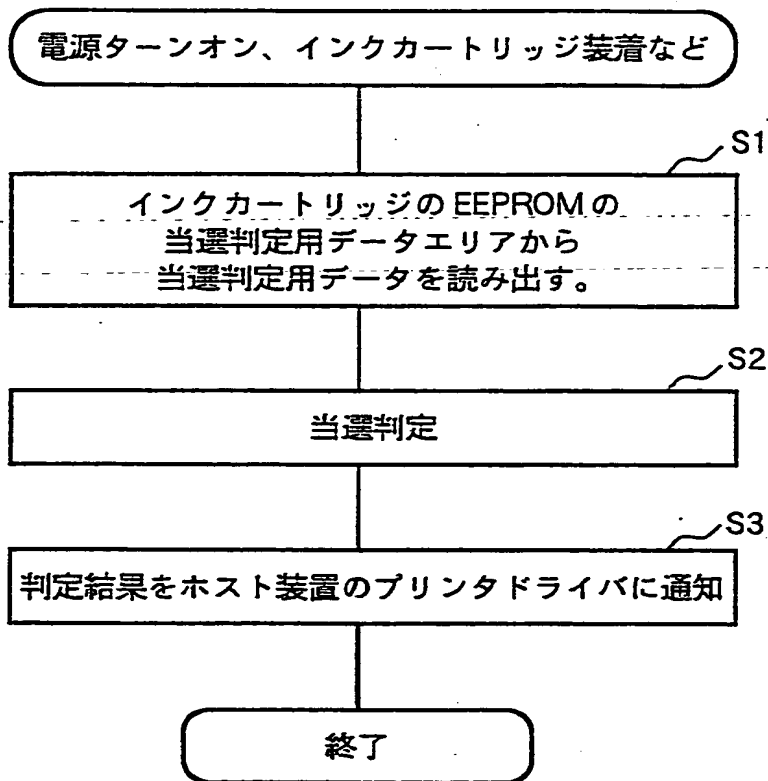 電源ターンオン、インクカートリッジ装着など
S1
インクカートリッジの EEPROM の
当選判定用データエリアから
当選判定用データを読み出す。
S2
当選判定
S3
判定結果をホスト装置のプリンタドライバに通知
終了